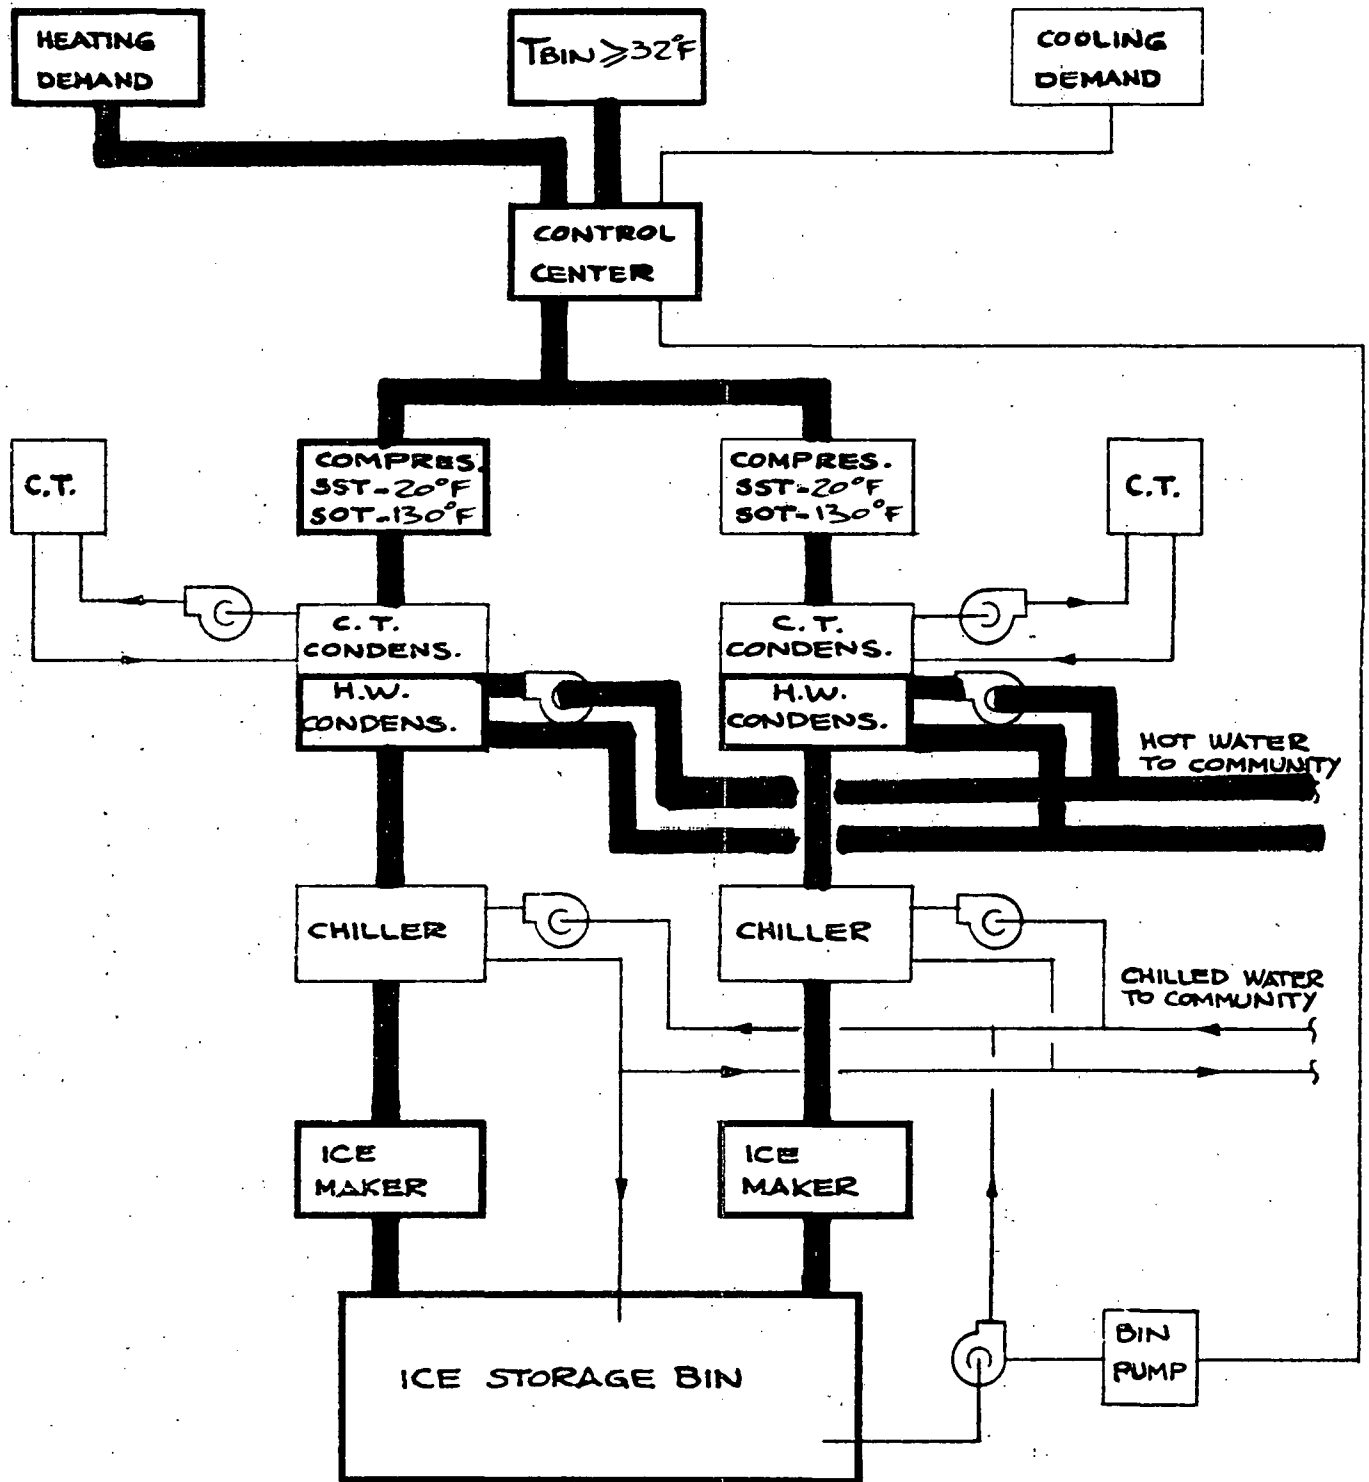 HEATING
DEMAND
TBIN ≥ 32°F
COOLING
DEMAND
CONTROL
CENTER
C.T.
COMPRES.
SST-20°F
SOT-130°F
COMPRES.
SST-20°F
SOT-130°F
C.T.
C.T.
CONDENS.
C.T.
CONDENS.
H.W.
CONDENS.
H.W.
CONDENS.
HOT WATER
TO COMMUNITY
CHILLER
CHILLER
CHILLED WATER
TO COMMUNITY
ICE
MAKER
ICE
MAKER
ICE STORAGE BIN
BIN
PUMP